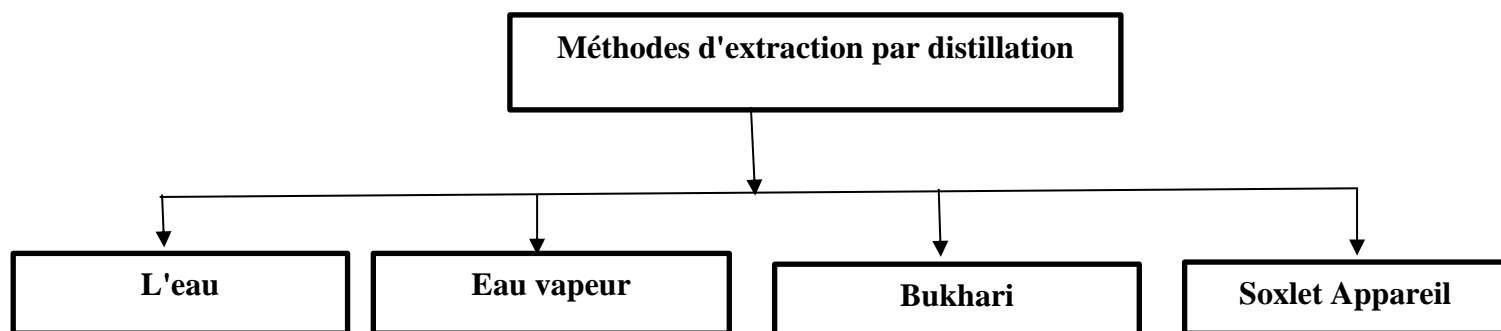 Méthodes d'extraction par distillation
L'eau
Eau vapeur
Bukhari
Soxlet Appareil